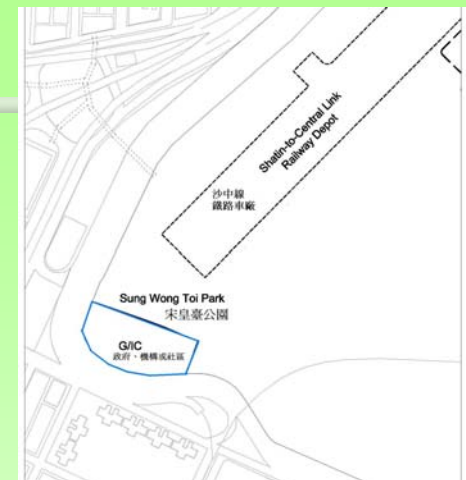 Shatin-to-Central Link
Railway Depot
沙中線
鐵路車廠
Sung Wong Toi Park
宋皇臺公園
G/IC
政府、機構或社區